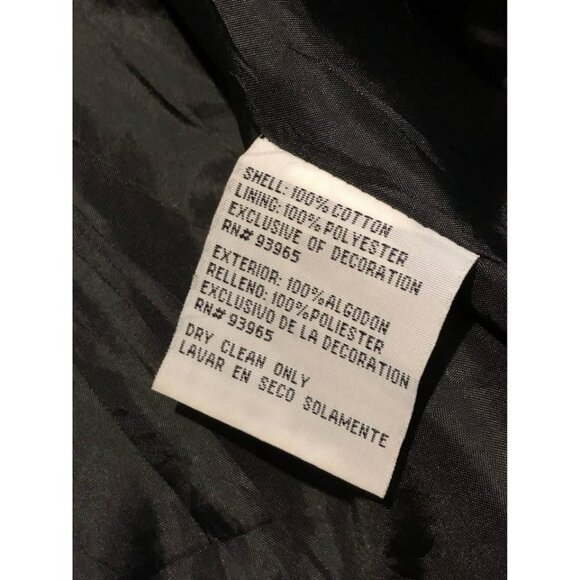 SHELL: 100% COTTON
LINING: 100% POLYESTER
EXCLUSIVE OF DECORATION
RN# 93965
EXTERIOR: 100% ALGODON
RELLENO: 100% POLIESTER
EXCLUSIVO DE LA DECORATION
RN# 93965
DRY CLEAN ONLY
LAVAR EN SECO SOLAMENTE